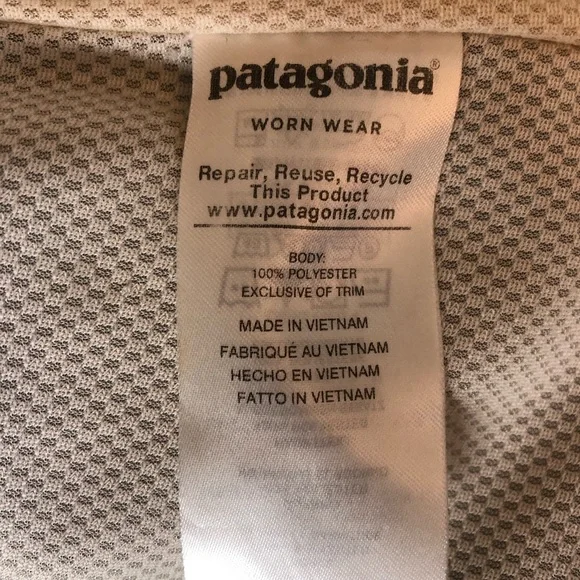 patagonia®
WORN WEAR
Repair, Reuse, Recycle
This Product
www.patagonia.com
BODY:
100% POLYESTER
EXCLUSIVE OF TRIM
MADE IN VIETNAM
FABRIQUÉ AU VIETNAM
HECHO EN VIETNAM
FATTO IN VIETNAM